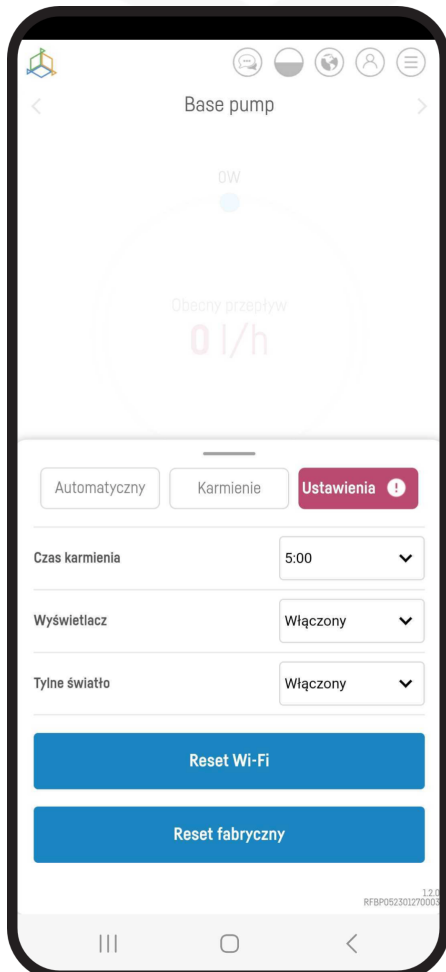 Base pump
0W
Obecny przepływ
0 l/h
Automatyczny
Karmienie
Ustawienia !
Czas karmienia
5:00
Wyświetlacz
Włączony
Tylne światło
Włączony
Reset Wi-Fi
Reset fabryczny
1.2.0
RFBP052301270003